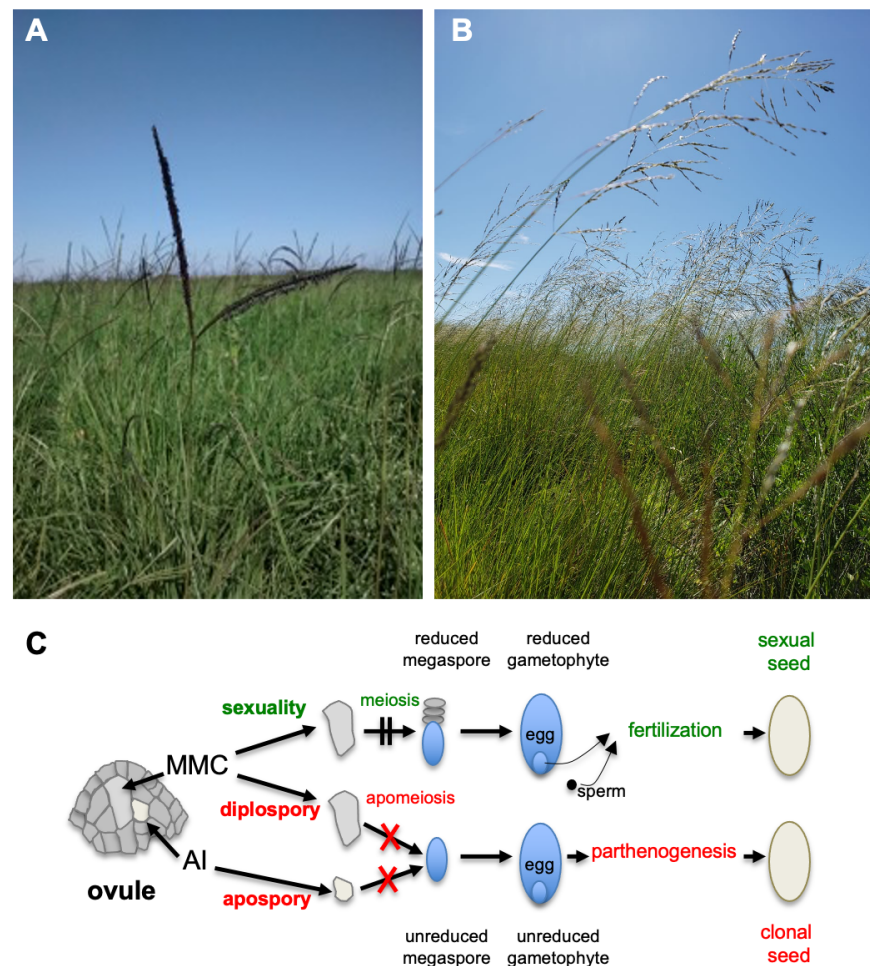 A
B
C
reduced
megaspore
reduced
gametophyte
sexual
seed
sexuality
meiosis
MMC
egg
fertilization
sperm
diplospory
apomeiosis
AI
egg
parthenogenesis
ovule
apospory
unreduced
megaspore
unreduced
gametophyte
clonal
seed